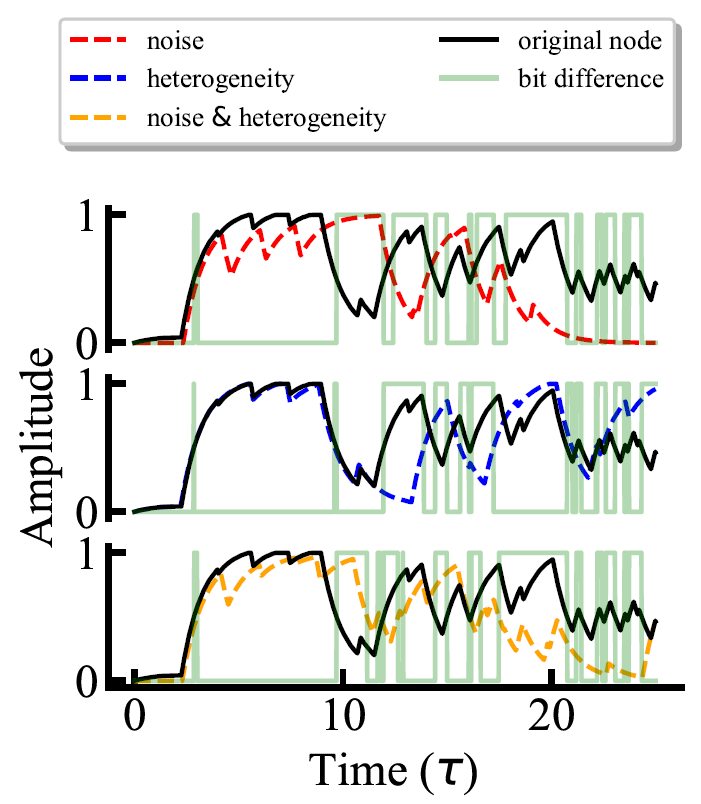 noise
heterogeneity
noise & heterogeneity
original node
bit difference
1
0
1
0
1
0
Amplitude
0 10 20
Time (τ)